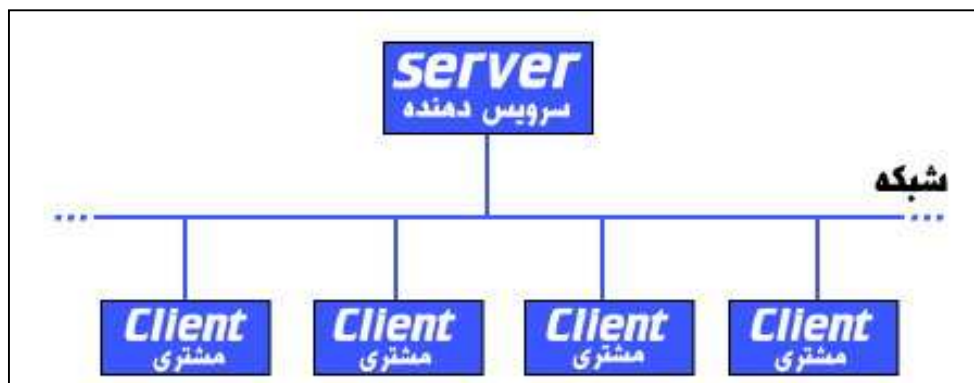 server
سرویس دهنده
شبکه
Client
مشتری
Client
مشتری
Client
مشتری
Client
مشتری